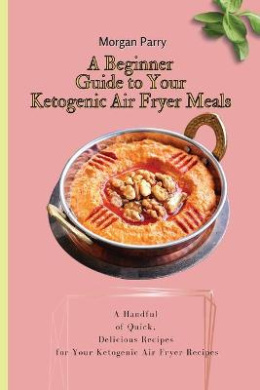 Morgan Parry
A Beginner
Guide to Your
Ketogenic Air Fryer Meals
A Handful
of Quick,
Delicious Recipes
for Your Ketogenic Air Fryer Recipes